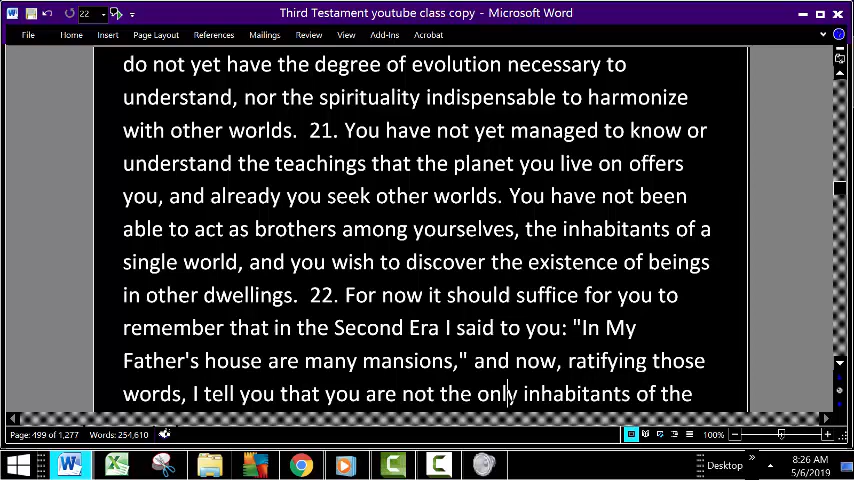 22
Third Testament youtube class copy - Microsoft Word
File Home Insert Page Layout References Mailings Review View Add-Ins Acrobat
do not yet have the degree of evolution necessary to
understand, nor the spirituality indispensable to harmonize
with other worlds.  21. You have not yet managed to know or
understand the teachings that the planet you live on offers
you, and already you seek other worlds. You have not been
able to act as brothers among yourselves, the inhabitants of a
single world, and you wish to discover the existence of beings
in other dwellings.  22. For now it should suffice for you to
remember that in the Second Era I said to you: "In My
Father's house are many mansions," and now, ratifying those
words, I tell you that you are not the only inhabitants of the
Page: 499 of 1,277 Words: 254,610 100%
Desktop
8:26 AM
5/6/2019